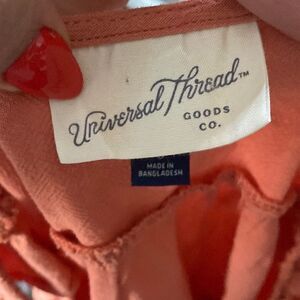 Universal Thread™
GOODS
CO.
MADE IN
BANGLADESH